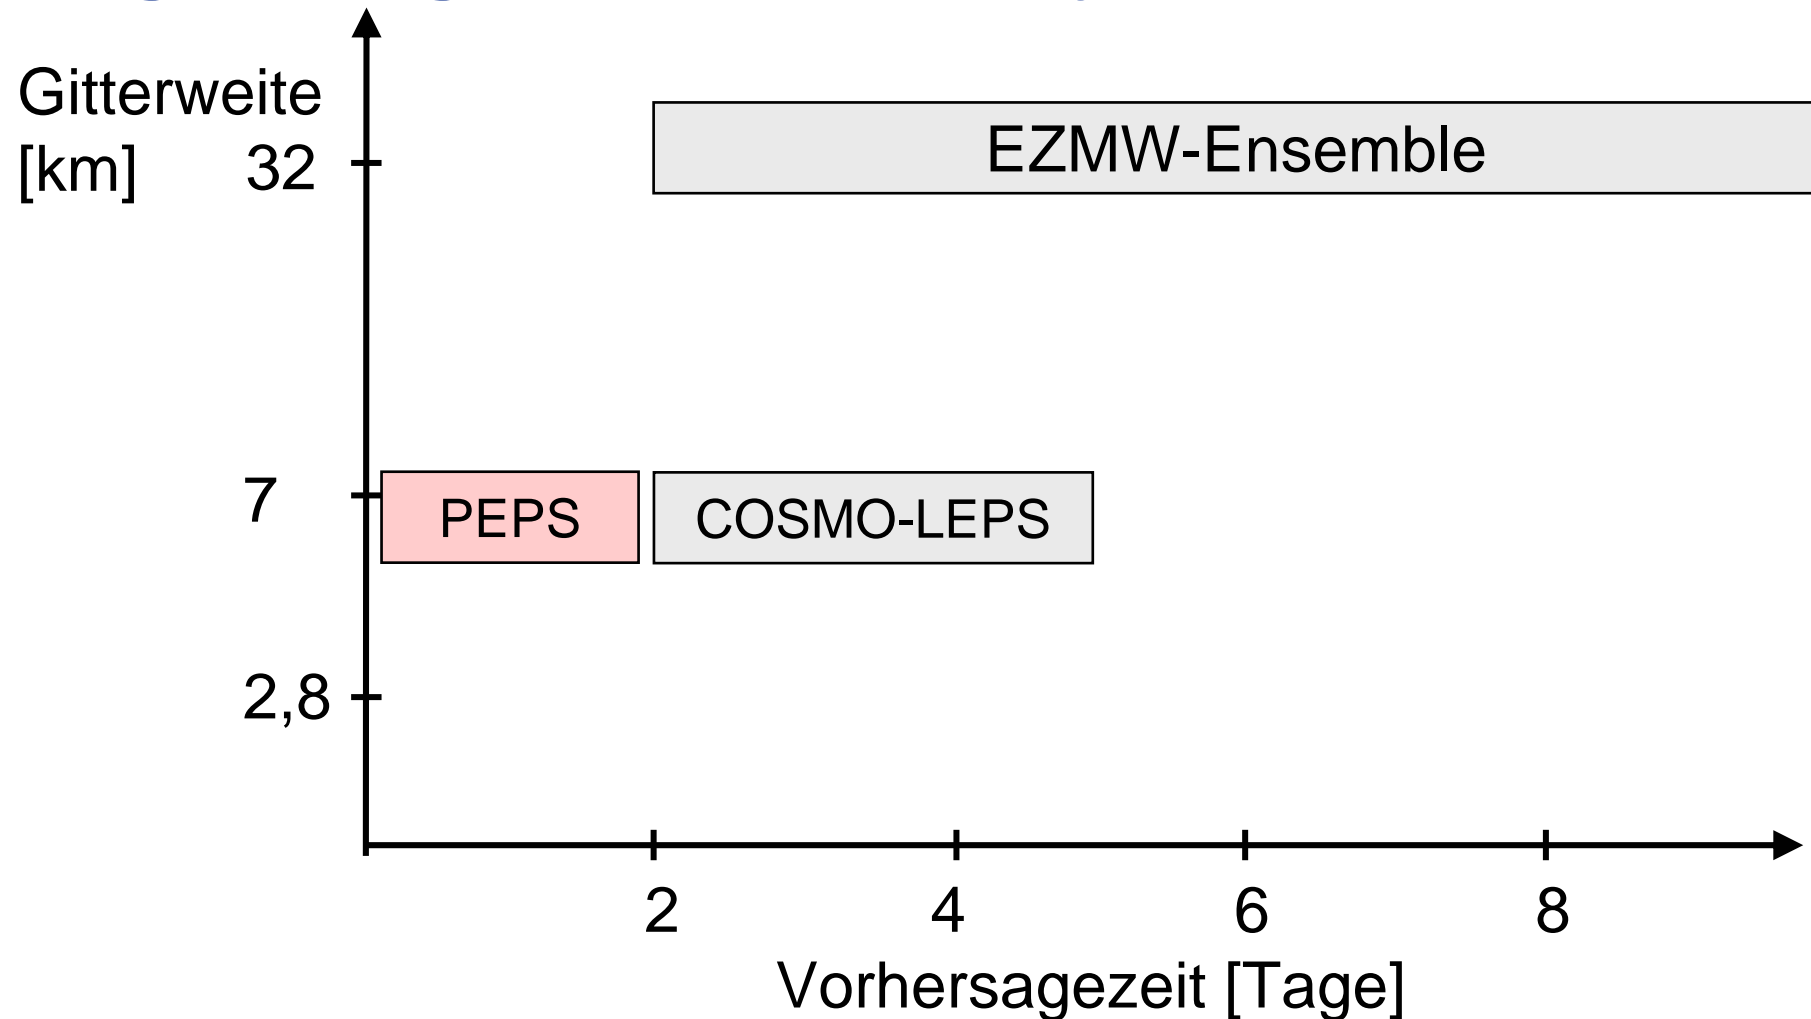 Gitterweite
[km]
32
EZMW-Ensemble
7
PEPS
COSMO-LEPS
2,8
2
4
6
8
Vorhersagezeit [Tage]